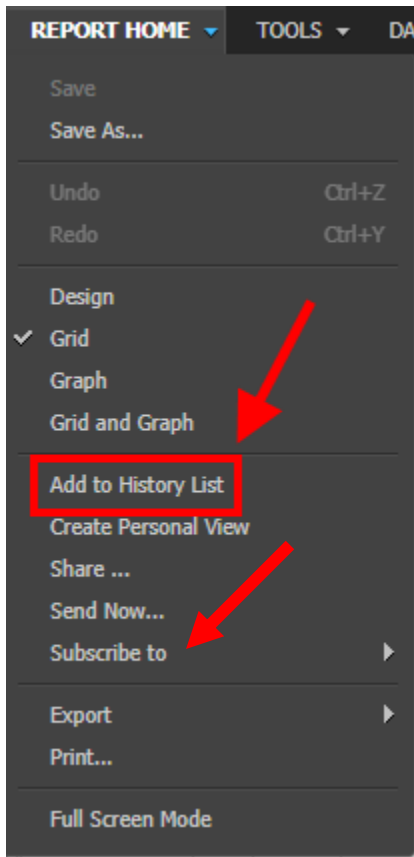 REPORT HOME TOOLS DA
Save
Save As...
Undo Ctrl+Z
Redo Ctrl+Y
Design
Grid
Graph
Grid and Graph
Add to History List
Create Personal View
Share ...
Send Now...
Subscribe to
Export
Print...
Full Screen Mode